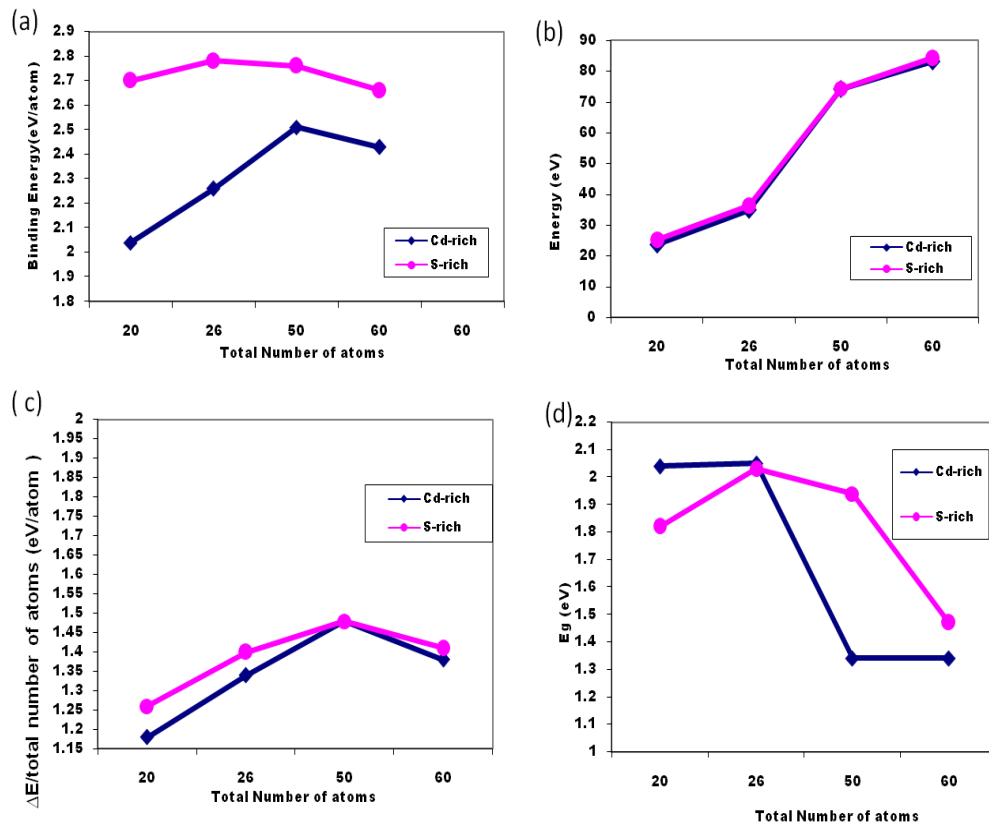 (a)
Binding Energy(eV/atom)
2.9
2.8
2.7
2.6
2.5
2.4
2.3
2.2
2.1
2
1.9
1.8
Cd-rich
S-rich
20 26 50 60 60
Total Number of atoms
(b)
Energy (eV)
90
80
70
60
50
40
30
20
10
0
Cd-rich
S-rich
20 26 50 60
Total Number of atoms
( c)
ΔE/total number of atoms (eV/atom )
2
1.95
1.9
1.85
1.8
1.75
1.7
1.65
1.6
1.55
1.5
1.45
1.4
1.35
1.3
1.25
1.2
1.15
Cd-rich
S-rich
20 26 50 60
Total Number of atoms
(d)
Eg (eV)
2.2
2.1
2
1.9
1.8
1.7
1.6
1.5
1.4
1.3
1.2
1.1
1
Cd-rich
S-rich
20 26 50 60
Total Number of atoms